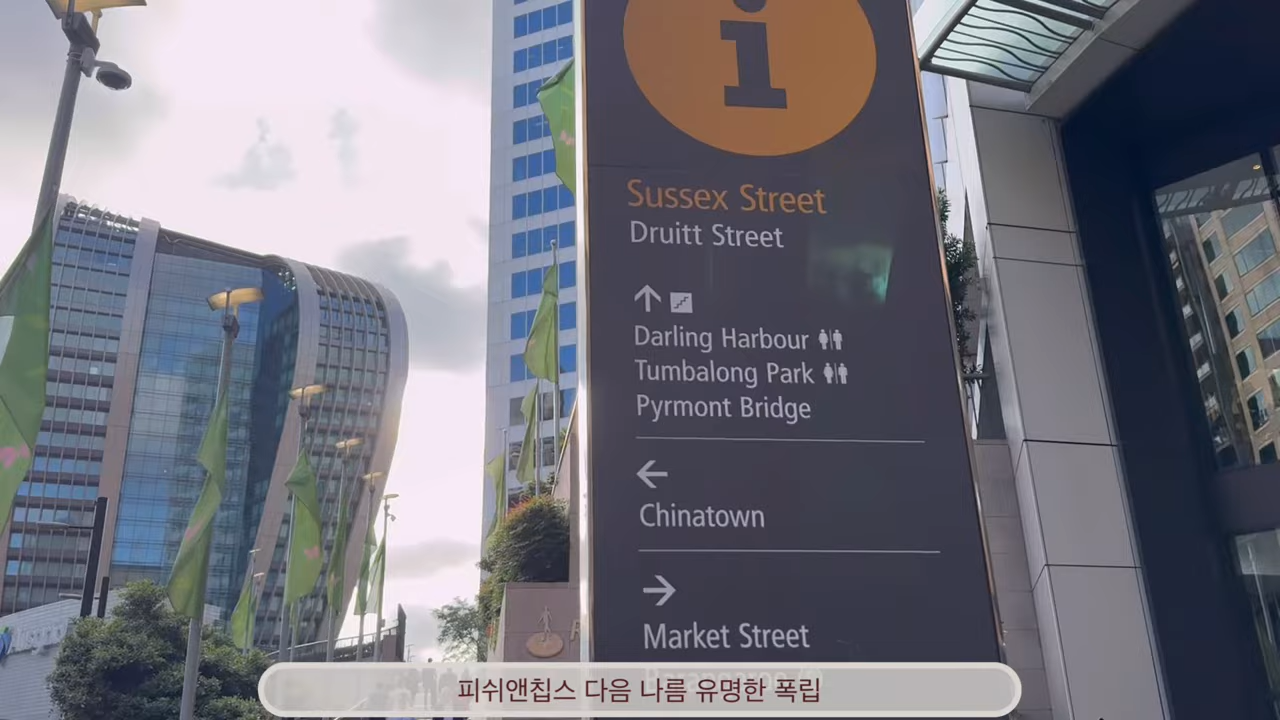 i
Sussex Street
Druitt Street
Darling Harbour
Tumbalong Park
Pyrmont Bridge
Chinatown
Market Street
피쉬앤칩스 다음 나름 유명한 폭립